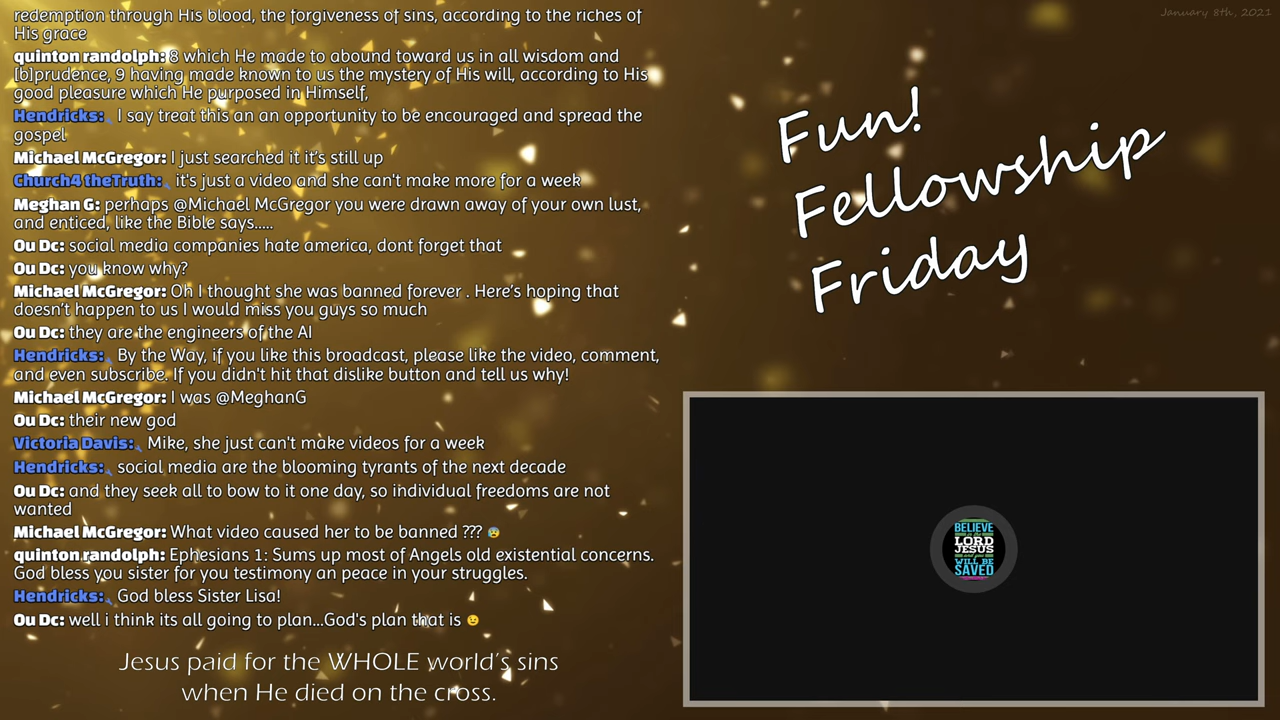 redemption through His blood, the forgiveness of sins, according to the riches of
His grace
quinton randolph: 8 which He made to abound toward us in all wisdom and
[b]prudence, 9 having made known to us the mystery of His will, according to His
good pleasure which He purposed in Himself,
Hendricks: I say treat this an an opportunity to be encouraged and spread the
gospel
Michael McGregor: I just searched it it's still up
Church4 theTruth: it's just a video and she can't make more for a week
Meghan G: perhaps @Michael McGregor you were drawn away of your own lust,
and enticed, like the Bible says.....
Ou Dc: social media companies hate america, dont forget that
Ou Dc: you know why?
Michael McGregor: Oh I thought she was banned forever . Here's hoping that
doesn't happen to us I would miss you guys so much
Ou Dc: they are the engineers of the AI
Hendricks: By the Way, if you like this broadcast, please like the video, comment,
and even subscribe. If you didn't hit that dislike button and tell us why!
Michael McGregor: I was @MeghanG
Ou Dc: their new god
Victoria Davis: Mike, she just can't make videos for a week
Hendricks: social media are the blooming tyrants of the next decade
Ou Dc: and they seek all to bow to it one day, so individual freedoms are not
wanted
Michael McGregor: What video caused her to be banned ??? 😰
quinton randolph: Ephesians 1: Sums up most of Angels old existential concerns.
God bless you sister for you testimony an peace in your struggles.
Hendricks: God bless Sister Lisa!
Ou Dc: well i think its all going to plan...God's plan that is 😉
Jesus paid for the WHOLE world's sins
when He died on the cross.
January 8th, 2021
Fun!
Fellowship
Friday
BELIEVE
LORD
JESUS
WILL BE
SAVED